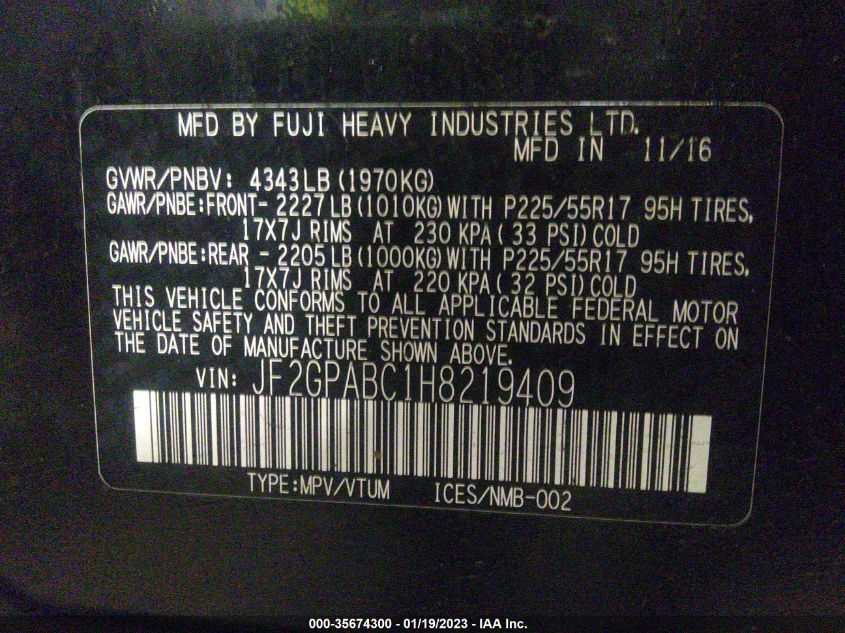 MFD BY FUJI HEAVY INDUSTRIES LTD.
MFD IN 11/16
GVWR/PNBV: 4343LB (1970KG)
GAWR/PNBE:FRONT- 2227LB (1010KG) WITH P225/55R17 95H TIRES,
17X7J RIMS AT 230 KPA( 33 PSI) COLD
GAWR/PNBE:REAR - 2205LB (1000KG) WITH P225/55R17 95H TIRES,
17X7J RIMS AT 220 KPA( 32 PSI) COLD
THIS VEHICLE CONFORMS TO ALL APPLICABLE FEDERAL MOTOR
VEHICLE SAFETY AND THEFT PREVENTION STANDARDS IN EFFECT ON
THE DATE OF MANUFACTURE SHOWN ABOVE.
VIN: JF2GPABC1H8219409
TYPE:MPV/VTUM ICES/NMB-002
000-35674300 - 01/19/2023 - IAA Inc.